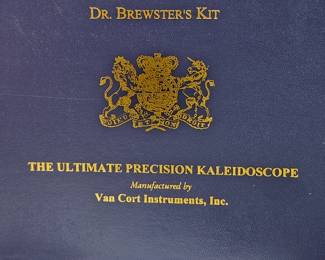 Dr. Brewster's Kit
THE ULTIMATE PRECISION KALEIDOSCOPE
Manufactured by
Van Cort Instruments, Inc.